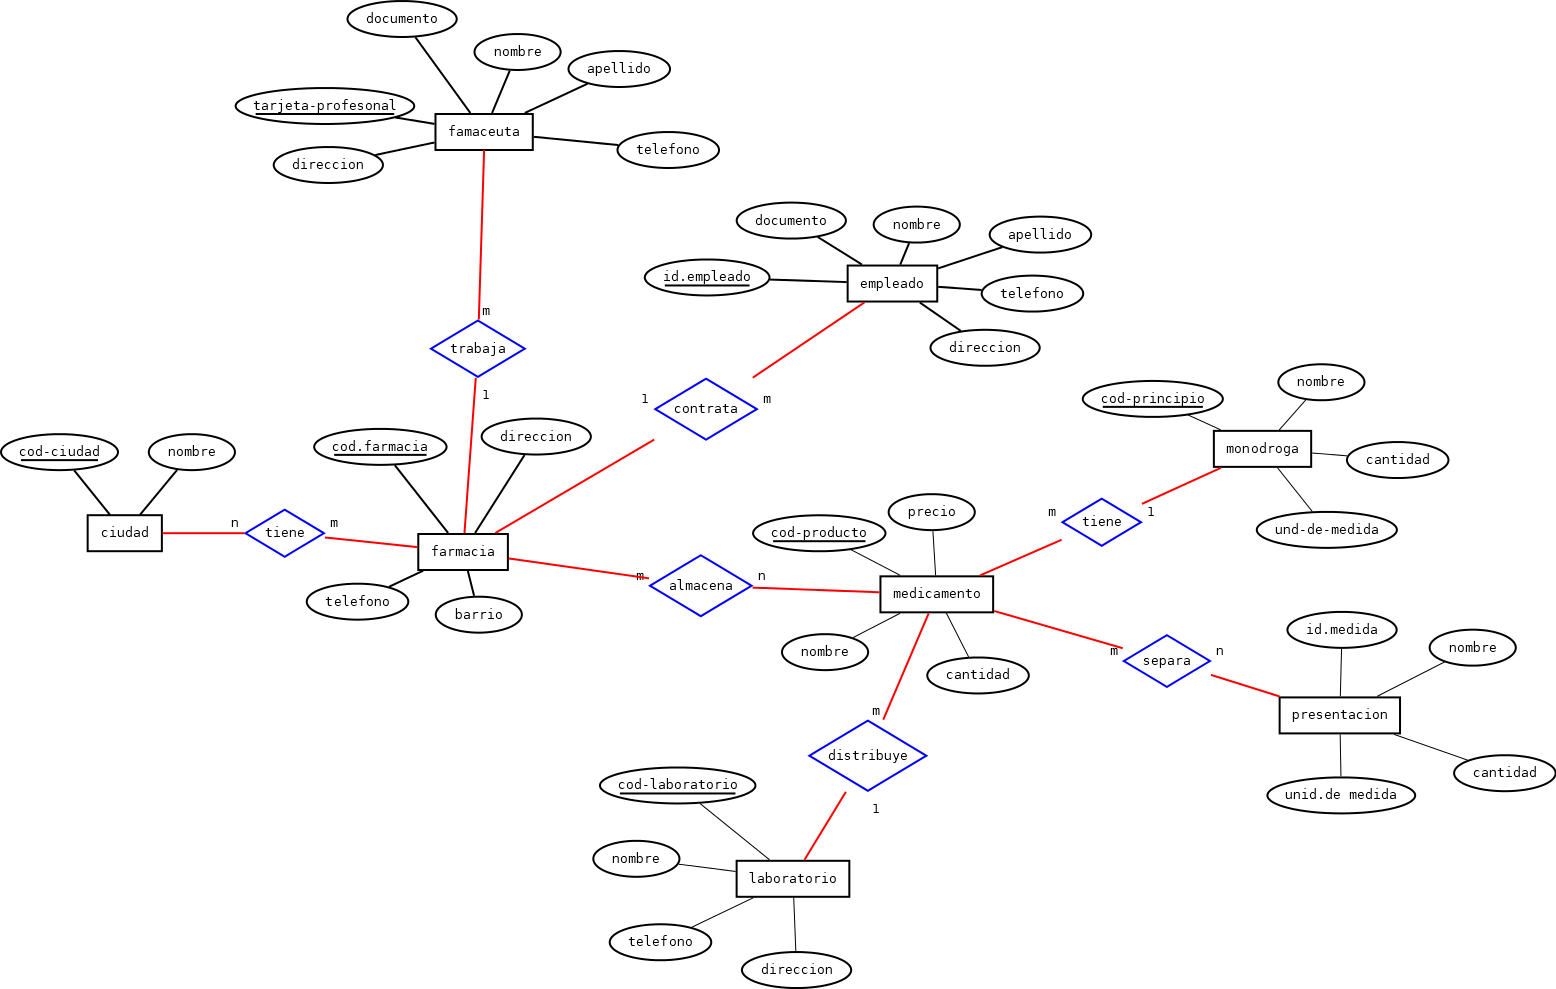 documento
nombre
apellido
tarjeta-profesonal
famaceuta
telefono
direccion
documento
nombre
apellido
id.empleado
empleado
telefono
direccion
m
trabaja
1
1
contrata
m
cod-principio
nombre
monodroga
cantidad
und-de-medida
cod-ciudad
nombre
cod.farmacia
direccion
ciudad
n
tiene
m
farmacia
telefono
barrio
m
almacena
n
cod-producto
precio
m
tiene
1
medicamento
nombre
cantidad
m
separa
n
id.medida
nombre
presentacion
unid.de medida
cantidad
m
distribuye
1
cod-laboratorio
nombre
laboratorio
telefono
direccion